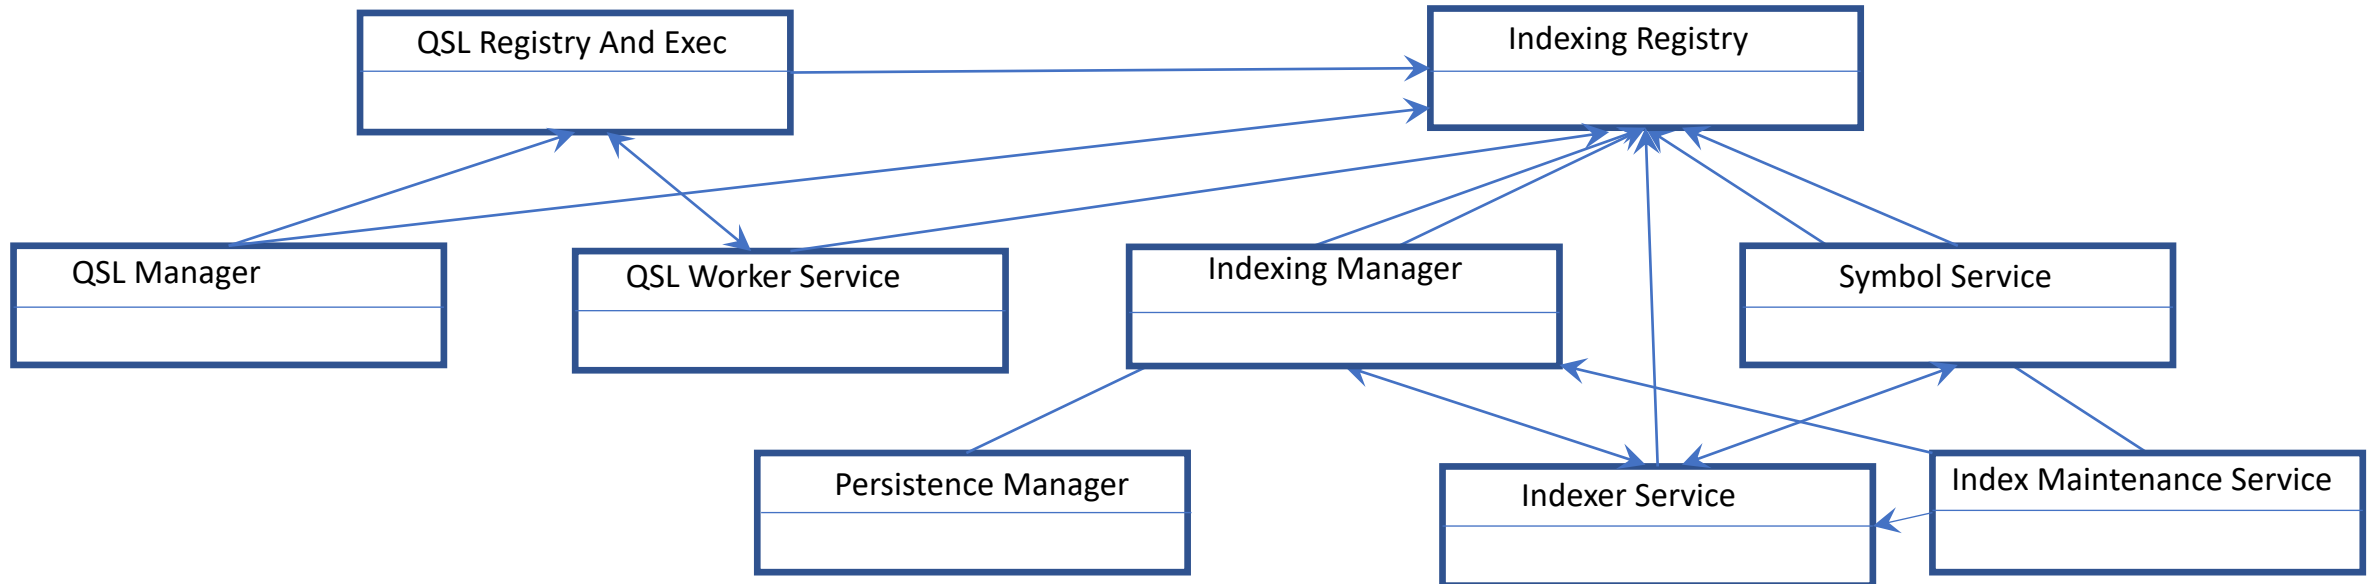 QSL Registry And Exec
Indexing Registry
QSL Manager
QSL Worker Service
Indexing Manager
Symbol Service
Persistence Manager
Indexer Service
Index Maintenance Service